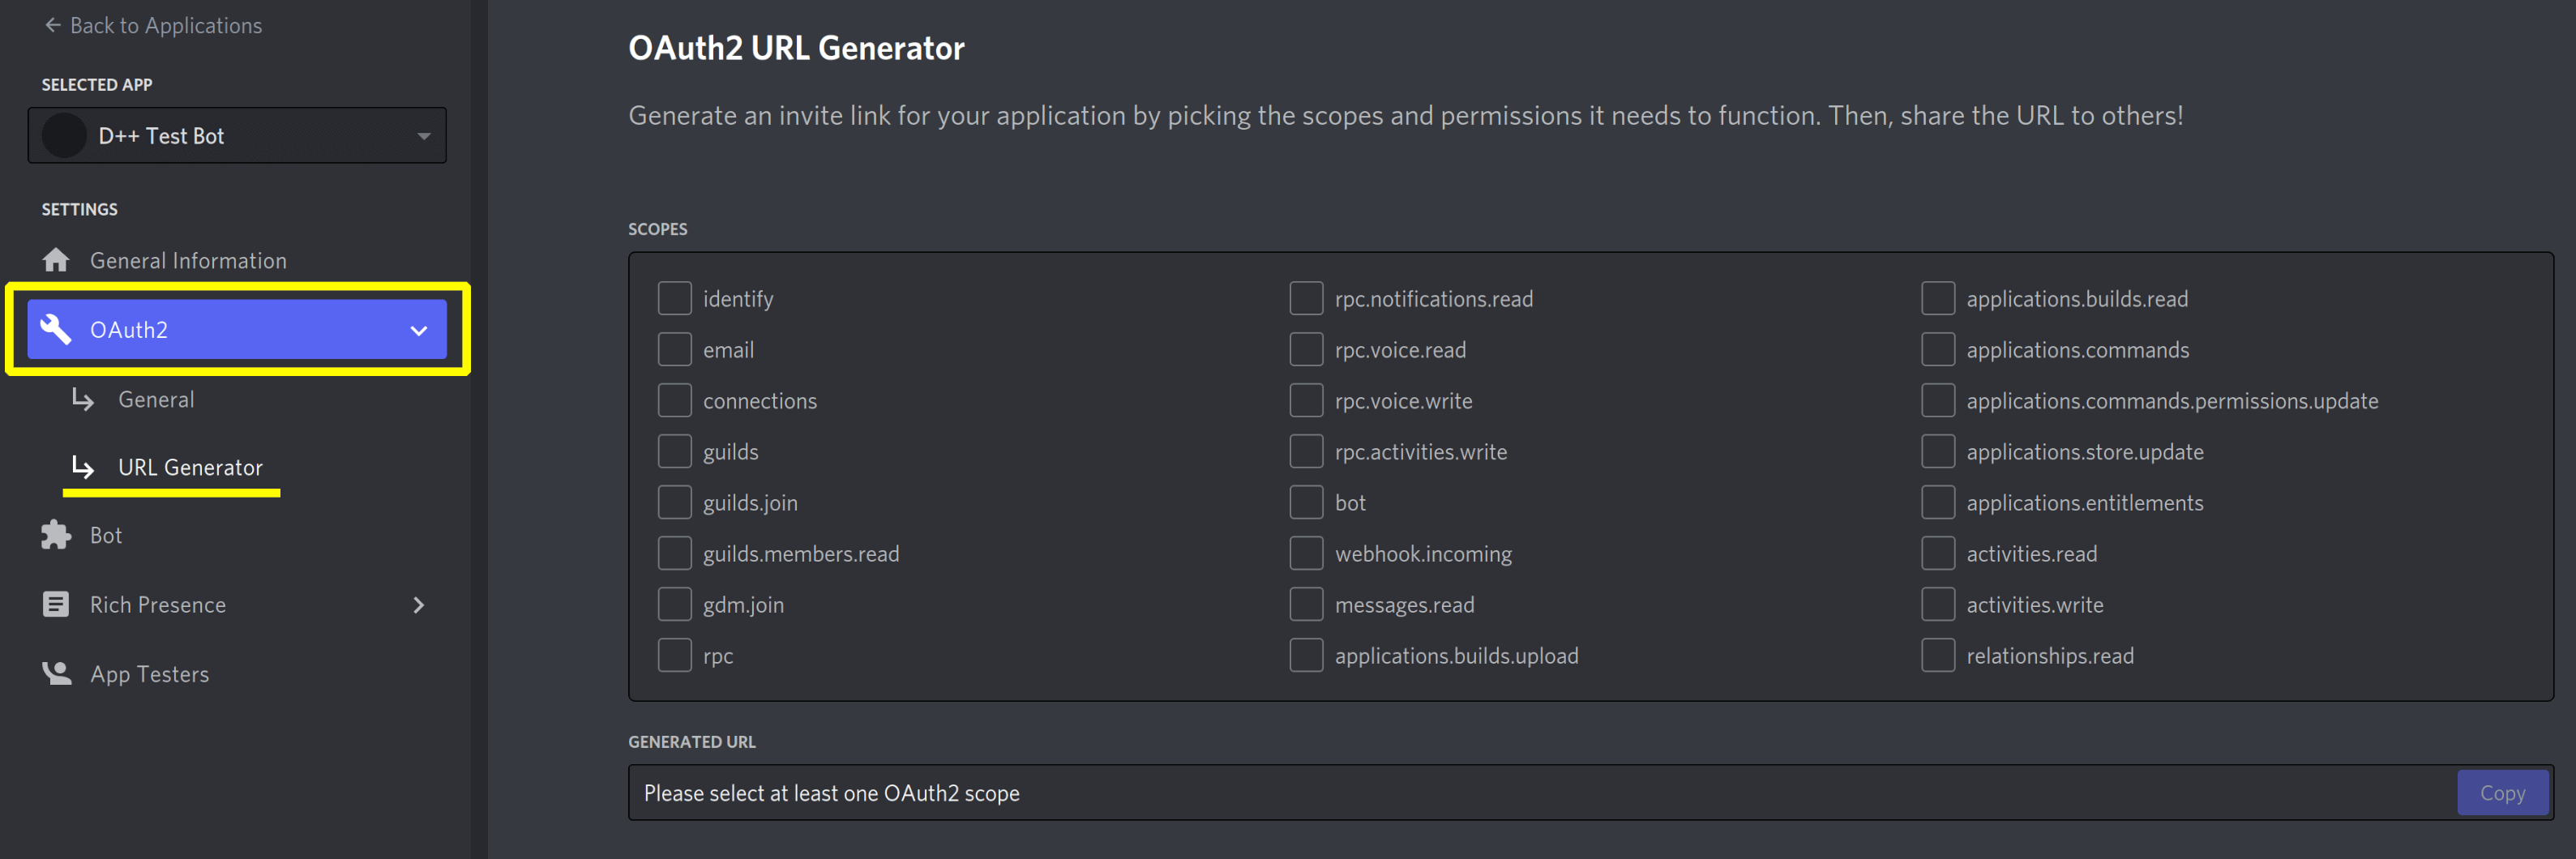 Back to Applications
SELECTED APP
D++ Test Bot
SETTINGS
General Information
OAuth2
General
URL Generator
Bot
Rich Presence
App Testers
OAuth2 URL Generator
Generate an invite link for your application by picking the scopes and permissions it needs to function. Then, share the URL to others!
SCOPES
identify
email
connections
guilds
guilds.join
guilds.members.read
gdm.join
rpc
rpc.notifications.read
rpc.voice.read
rpc.voice.write
rpc.activities.write
bot
webhook.incoming
messages.read
applications.builds.upload
applications.builds.read
applications.commands
applications.commands.permissions.update
applications.store.update
applications.entitlements
activities.read
activities.write
relationships.read
GENERATED URL
Please select at least one OAuth2 scope
Copy